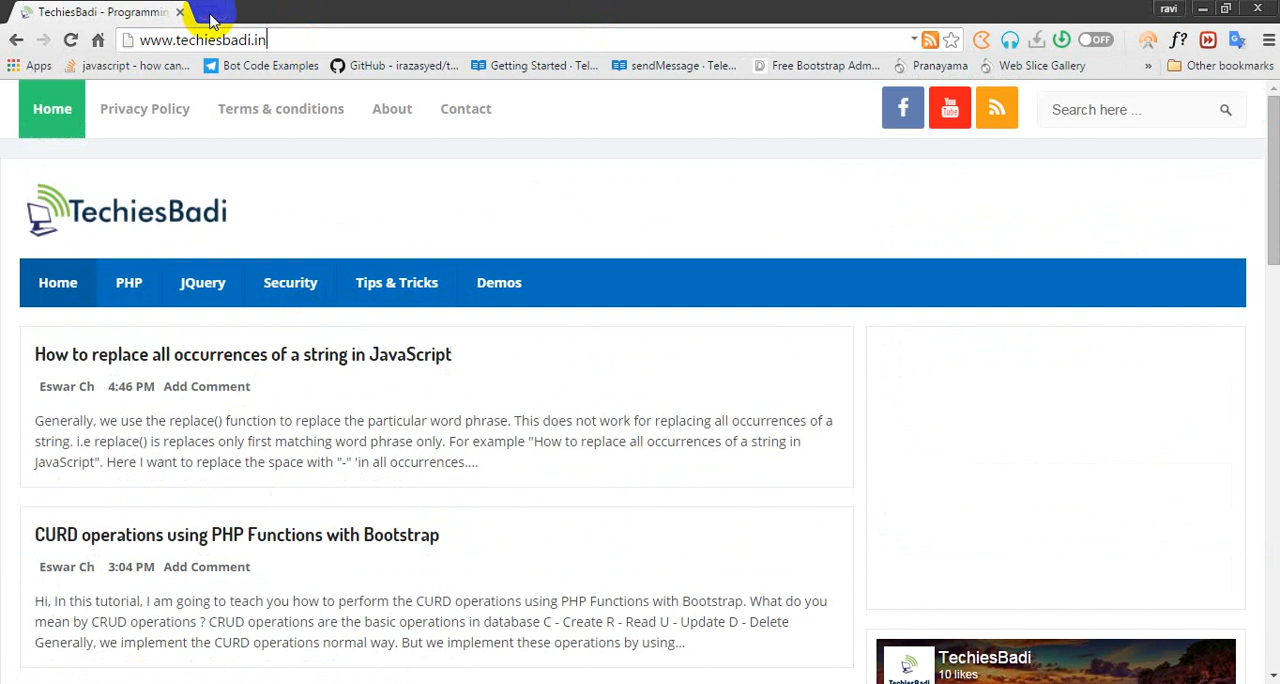 TechiesBadi - Programmin
ravi
www.techiesbadi.in
OFF
f?
Apps
javascript - how can...
Bot Code Examples
GitHub - irazasyed/t...
Getting Started · Tel...
sendMessage - Tele...
Free Bootstrap Adm...
Pranayama
Web Slice Gallery
»
Other bookmarks
Home
Privacy Policy
Terms & conditions
About
Contact
f
You Tube
Search here ...
TechiesBadi
Home
PHP
JQuery
Security
Tips & Tricks
Demos
How to replace all occurrences of a string in JavaScript
Eswar Ch 4:46 PM Add Comment
Generally, we use the replace() function to replace the particular word phrase. This does not work for replacing all occurrences of a
string. i.e replace() is replaces only first matching word phrase only. For example "How to replace all occurrences of a string in
JavaScript". Here I want to replace the space with "-" 'in all occurrences....
CURD operations using PHP Functions with Bootstrap
Eswar Ch 3:04 PM Add Comment
Hi, In this tutorial, I am going to teach you how to perform the CURD operations using PHP Functions with Bootstrap. What do you
mean by CRUD operations ? CRUD operations are the basic operations in database C - Create R - Read U - Update D - Delete
Generally, we implement the CURD operations normal way. But we implement these operations by using...
TechiesBadi
10 likes
TechiesBadi